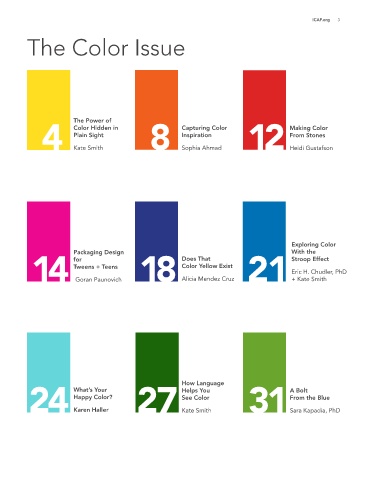 ICAF.org 3
The Color Issue
4
The Power of
Color Hidden in
Plain Sight
Kate Smith
8
Capturing Color
Inspiration
Sophia Ahmad
12
Making Color
From Stones
Heidi Gustafson
14
Packaging Design
for
Tweens + Teens
Goran Paunovich
18
Does That
Color Yellow Exist
Alicia Mendez Cruz
21
Exploring Color
With the
Stroop Effect
Eric H. Chudler, PhD
+ Kate Smith
24
What's Your
Happy Color?
Karen Haller
27
How Language
Helps You
See Color
Kate Smith
31
A Bolt
From the Blue
Sara Kapadia, PhD